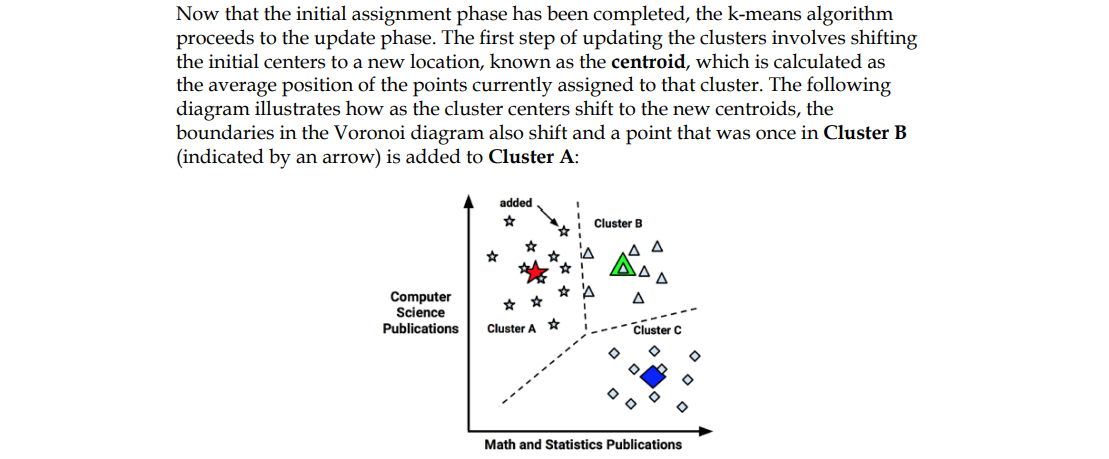 Now that the initial assignment phase has been completed, the k-means algorithm
proceeds to the update phase. The first step of updating the clusters involves shifting
the initial centers to a new location, known as the centroid, which is calculated as
the average position of the points currently assigned to that cluster. The following
diagram illustrates how as the cluster centers shift to the new centroids, the
boundaries in the Voronoi diagram also shift and a point that was once in Cluster B
(indicated by an arrow) is added to Cluster A:
added
Cluster B
Computer
Science
Publications
Cluster A
Cluster C
Math and Statistics Publications